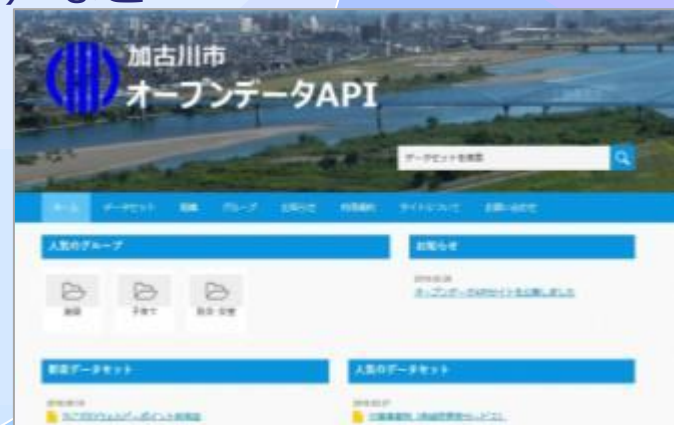 加古川市
オープンデータAPI
データセットを検索
ホーム データセット 組織 グループ お知らせ 利用規約 サイトについて お問い合わせ
人気のグループ
お知らせ
オープンデータAPIサイトを公開しました
施設 子育て 防災・安全
新着データセット
人気のデータセット